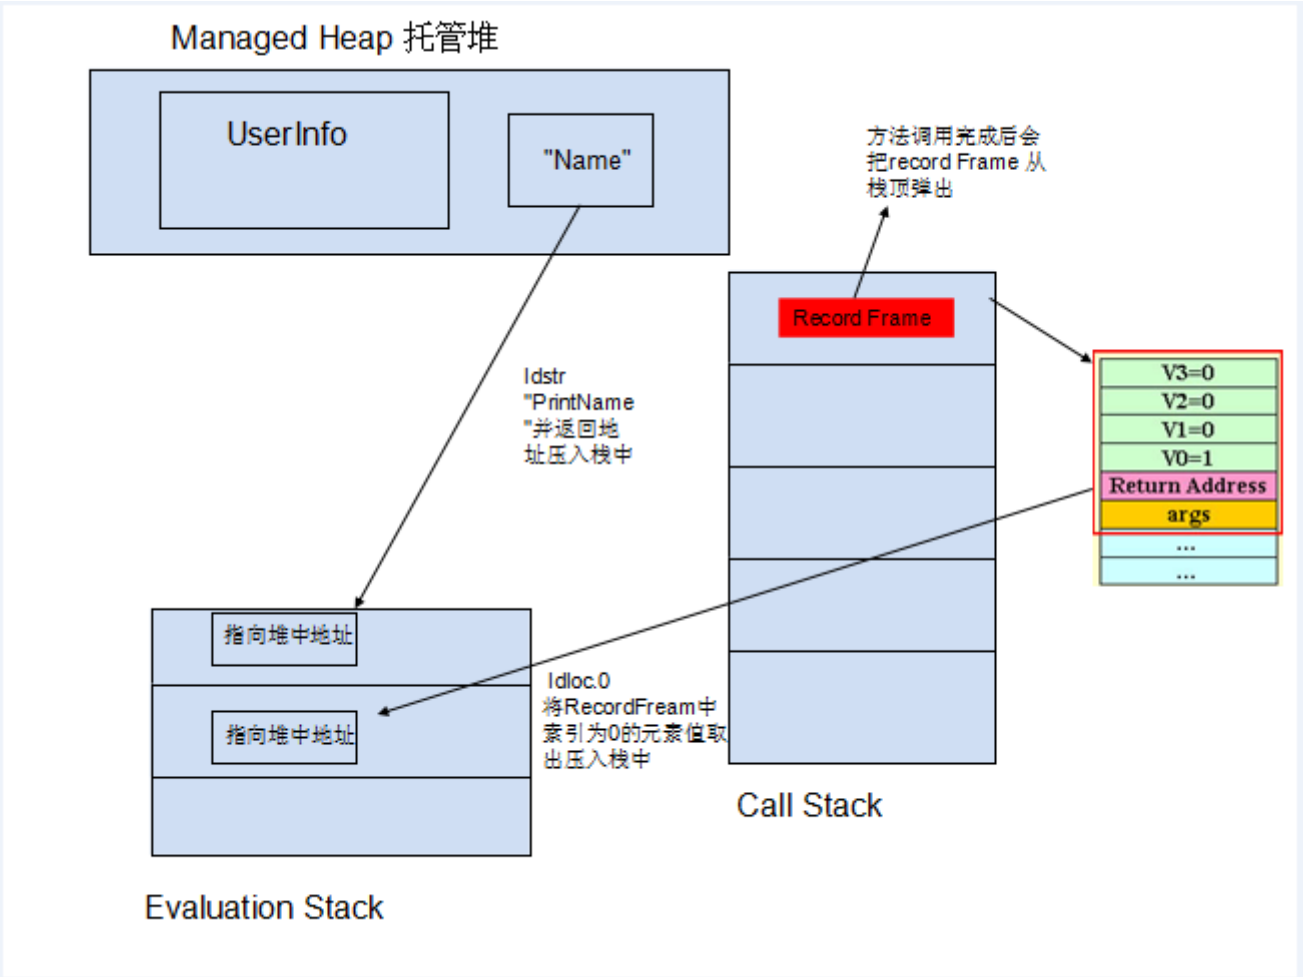 Managed Heap 托管堆
UserInfo
"Name"
方法调用完成后会
把record Frame 从
栈顶弹出
Record Frame
ldstr
"PrintName
"并返回地
址压入栈中
V3=0
V2=0
V1=0
V0=1
Return Address
args
...
...
指向堆中地址
指向堆中地址
ldloc.0
将RecordFream中
索引为0的元素值取
出压入栈中
Call Stack
Evaluation Stack